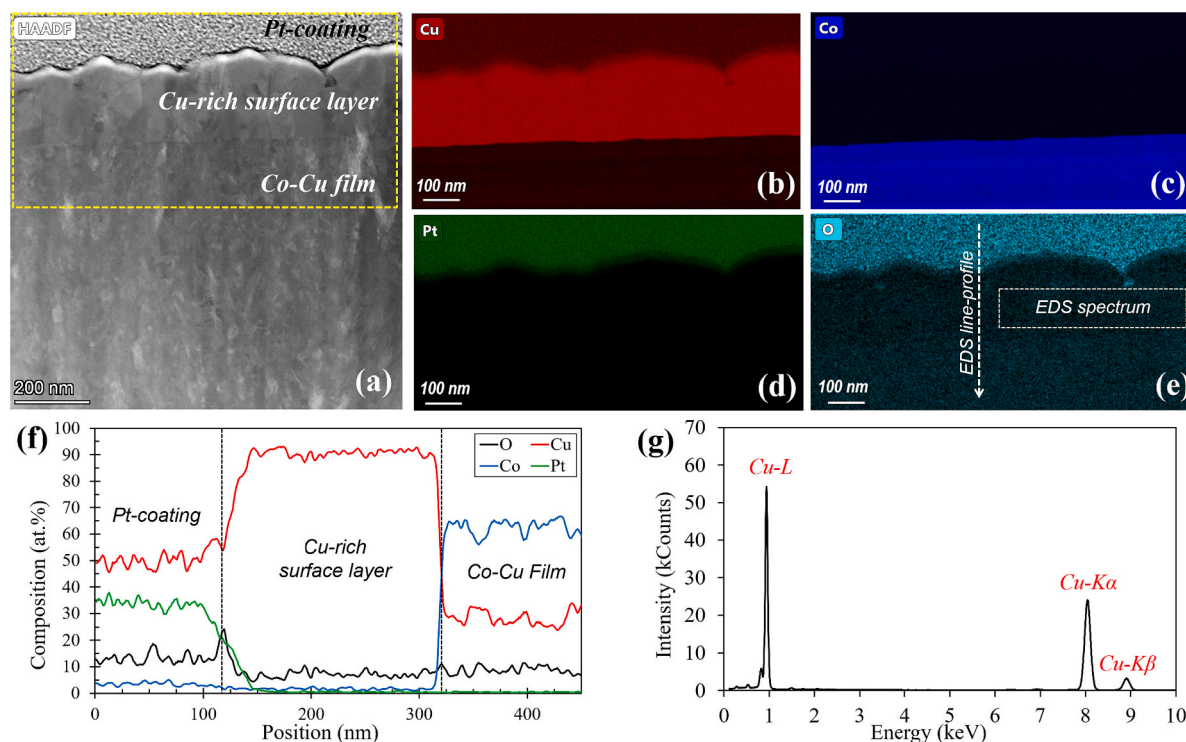 HAADF
Pt-coating
Cu-rich surface layer
Co-Cu film
200 nm
(a)
Cu
100 nm
(b)
Co
100 nm
(c)
Pt
100 nm
(d)
O
EDS line-profile
EDS spectrum
100 nm
(e)
(f)
Composition (at.%)
100
90
80
70
60
50
40
30
20
10
0
O Cu
Co Pt
Pt-coating
Cu-rich
surface layer
Co-Cu Film
0 100 200 300 400
Position (nm)
(g)
Intensity (kCounts)
70
60
50
40
30
20
10
0
Cu-L
Cu-Kα
Cu-Kβ
0 1 2 3 4 5 6 7 8 9 10
Energy (keV)